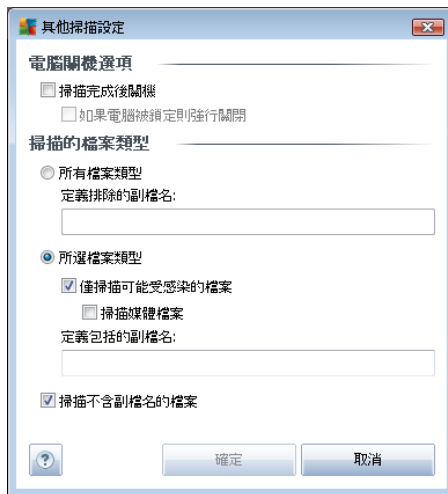 其他掃描設定
電腦關機選項
掃描完成後關機
如果電腦被鎖定則強行關閉
掃描的檔案類型
所有檔案類型
定義排除的副檔名:
所選檔案類型
僅掃描可能受感染的檔案
掃描媒體檔案
定義包括的副檔名:
掃描不含副檔名的檔案
? 確定 取消